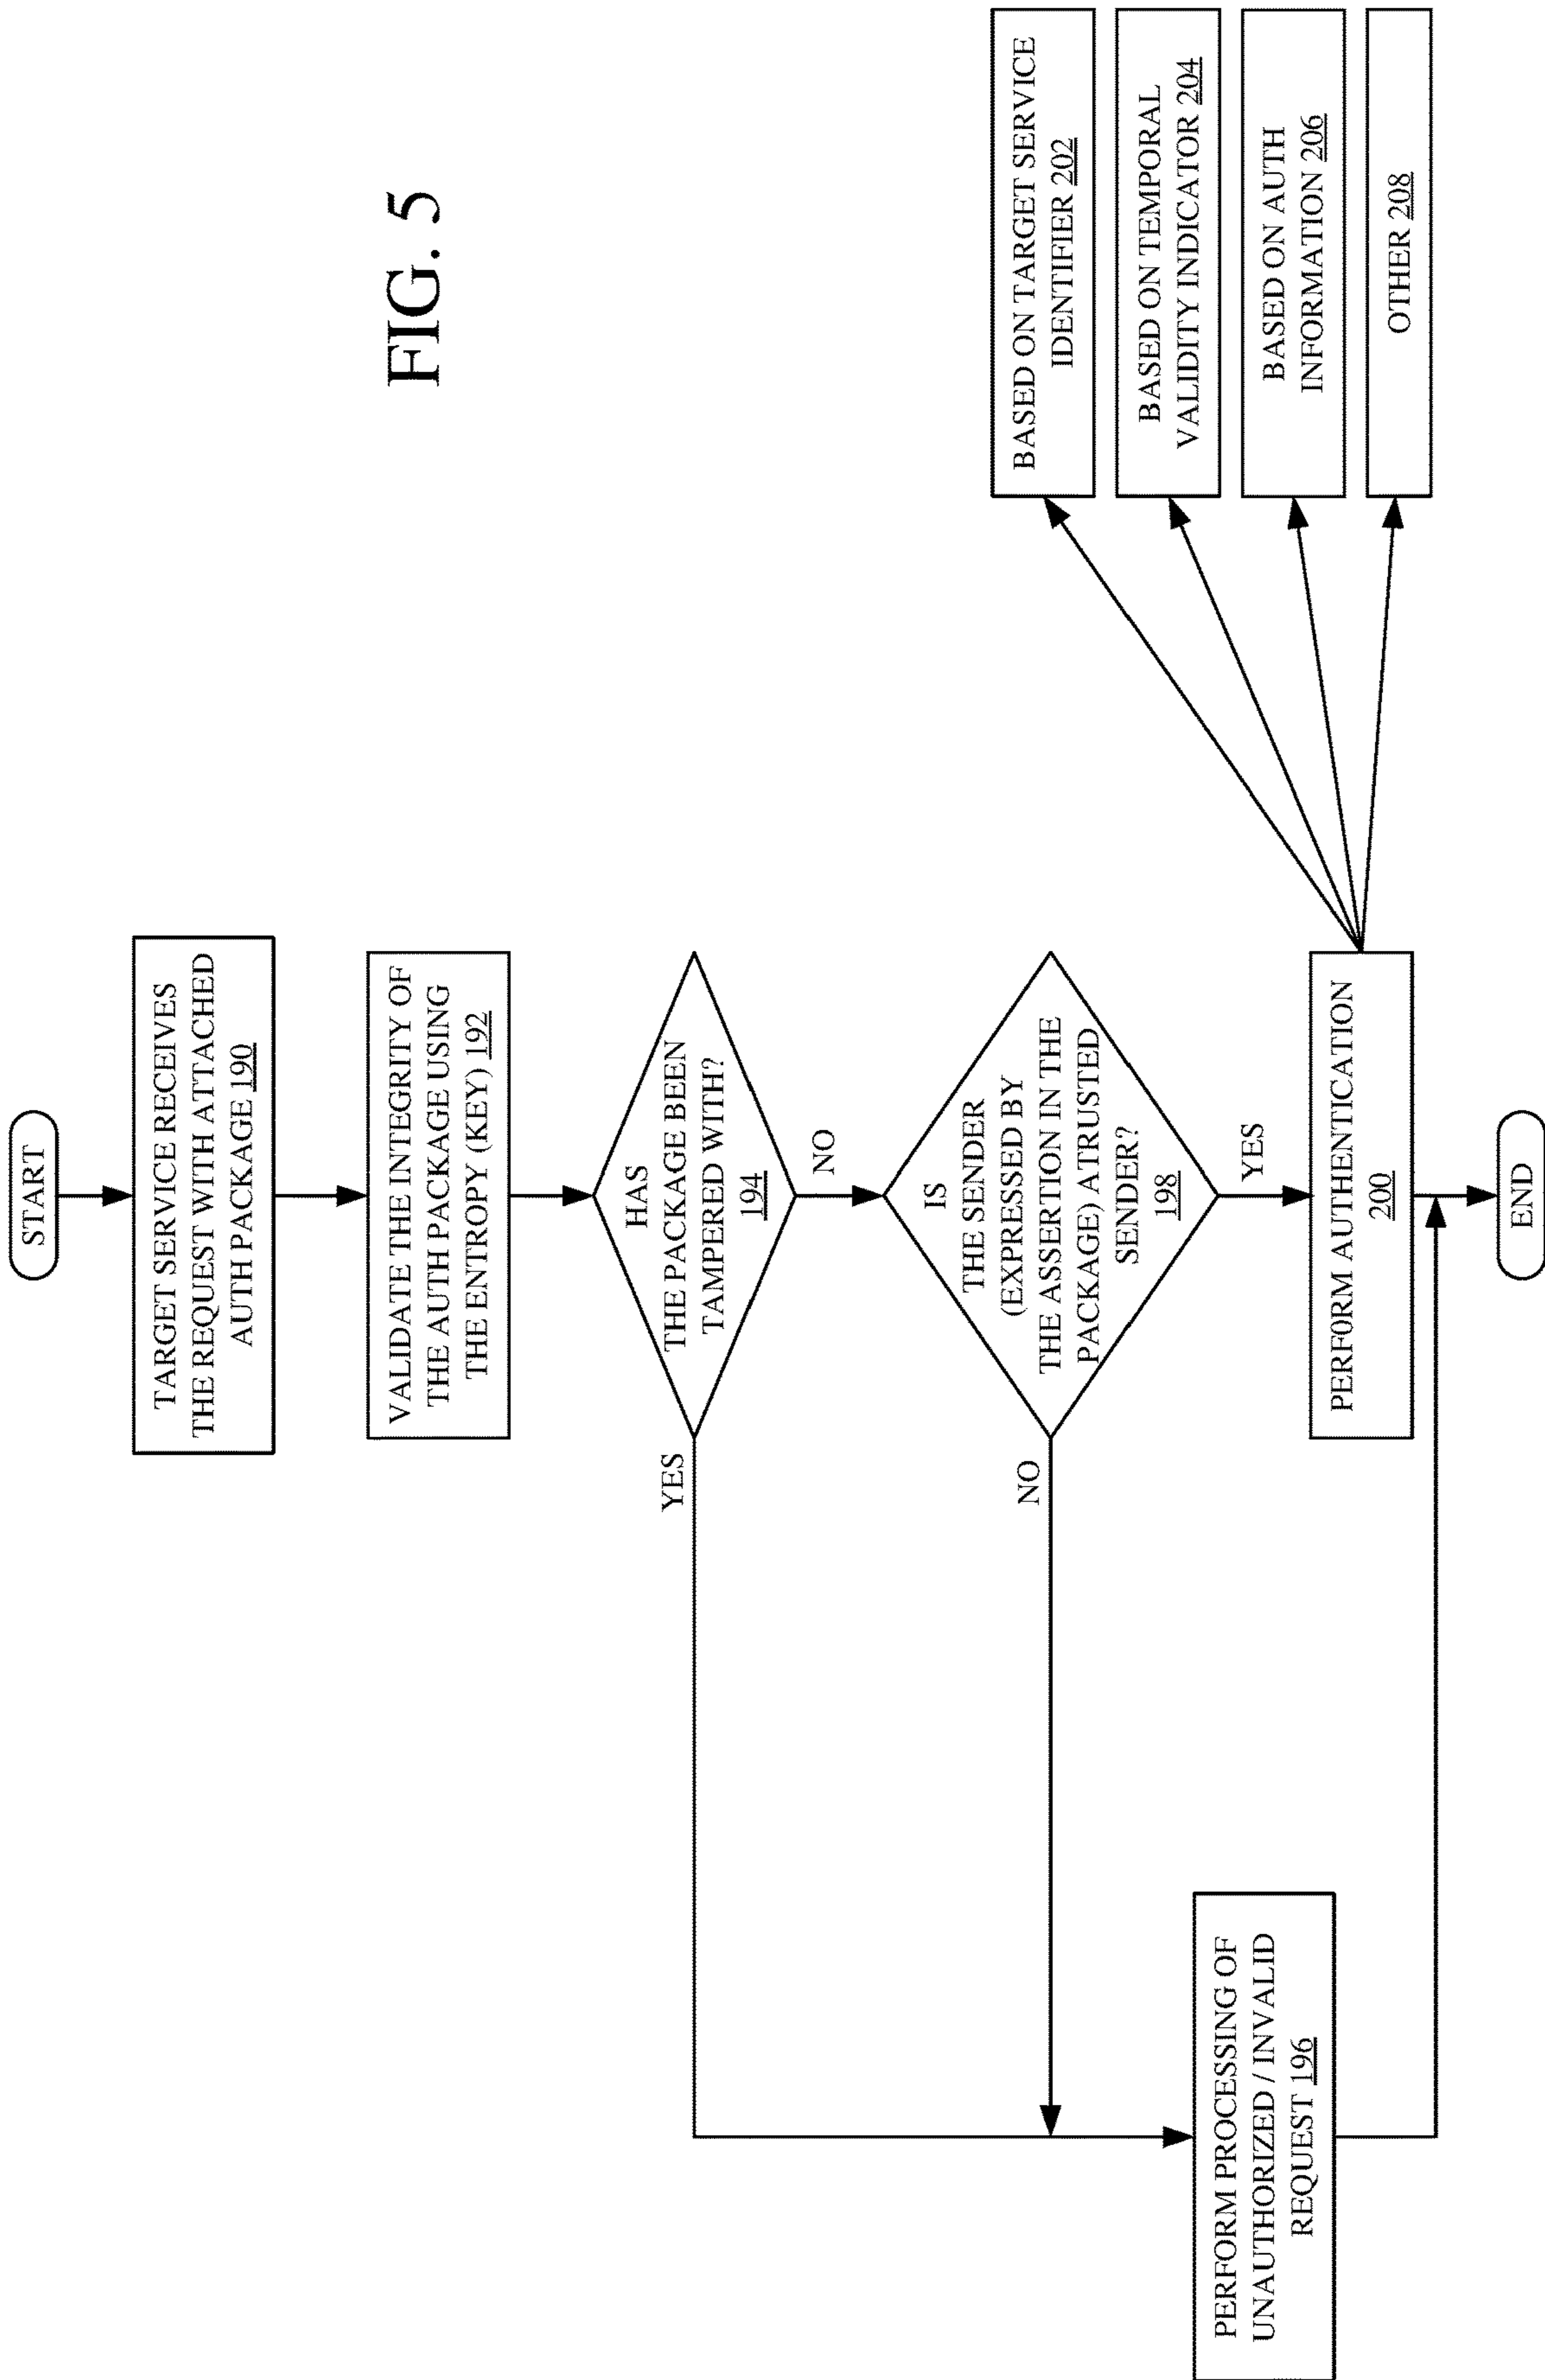 FIG. 5
START
TARGET SERVICE RECEIVES
THE REQUEST WITH ATTACHED
AUTH PACKAGE 190
VALIDATE THE INTEGRITY OF
THE AUTH PACKAGE USING
THE ENTROPY (KEY) 192
HAS
THE PACKAGE BEEN
TAMPERED WITH?
194
YES
NO
IS
THE SENDER
(EXPRESSED BY
THE ASSERTION IN THE
PACKAGE) ATRUSTED
SENDER?
198
NO
YES
PERFORM PROCESSING OF
UNAUTHORIZED / INVALID
REQUEST 196
PERFORM AUTHENTICATION
200
BASED ON TARGET SERVICE
IDENTIFIER 202
BASED ON TEMPORAL
VALIDITY INDICATOR 204
BASED ON AUTH
INFORMATION 206
OTHER 208
END